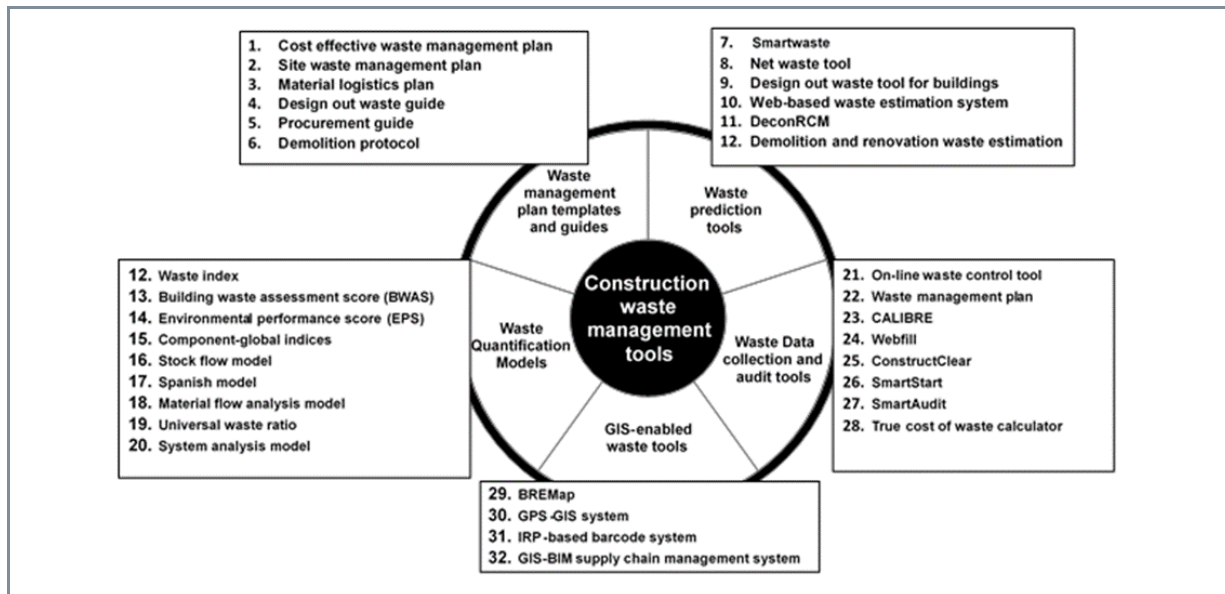 1. Cost effective waste management plan
2. Site waste management plan
3. Material logistics plan
4. Design out waste guide
5. Procurement guide
6. Demolition protocol
7. Smartwaste
8. Net waste tool
9. Design out waste tool for buildings
10. Web-based waste estimation system
11. DeconRCM
12. Demolition and renovation waste estimation
Waste
management
plan templates
and guides
Waste
prediction
tools
Construction
waste
management
tools
12. Waste index
13. Building waste assessment score (BWAS)
14. Environmental performance score (EPS)
15. Component-global indices
16. Stock flow model
17. Spanish model
18. Material flow analysis model
19. Universal waste ratio
20. System analysis model
Waste
Quantification
Models
Waste Data
collection and
audit tools
21. On-line waste control tool
22. Waste management plan
23. CALIBRE
24. Webfill
25. ConstructClear
26. SmartStart
27. SmartAudit
28. True cost of waste calculator
GIS-enabled
waste tools
29. BREMap
30. GPS-GIS system
31. IRP-based barcode system
32. GIS-BIM supply chain management system